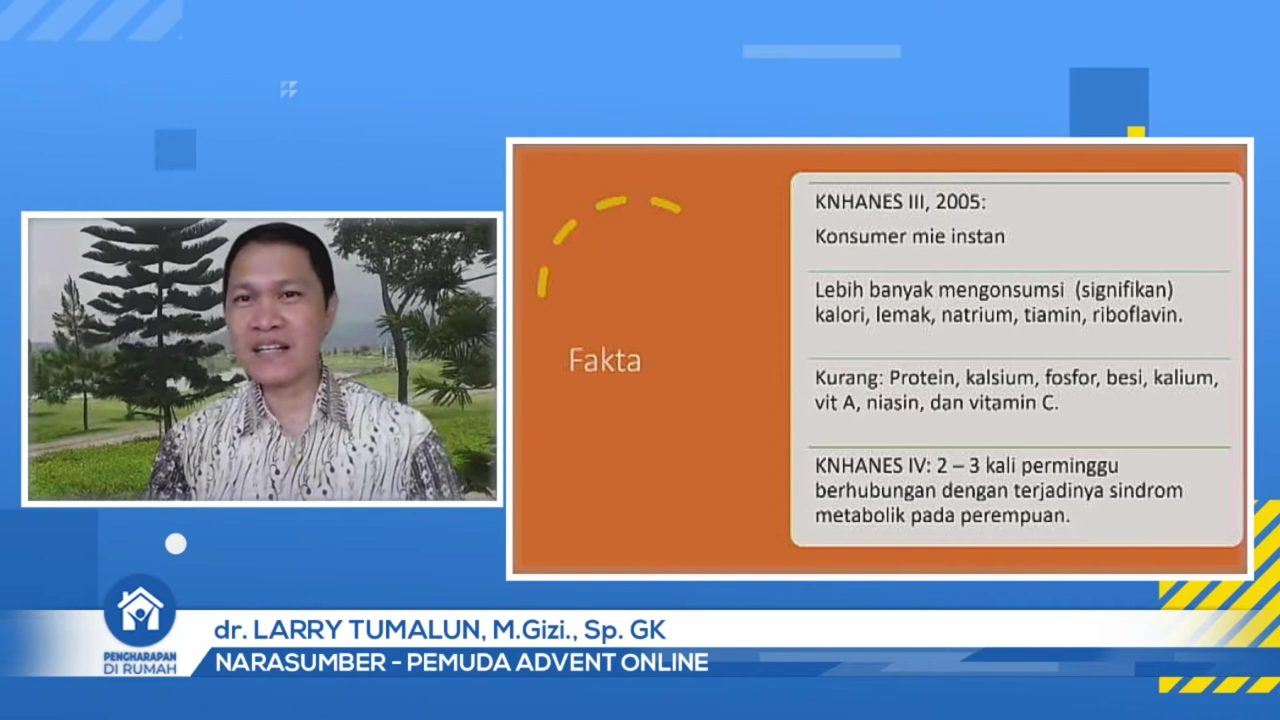 Fakta
KNHANES III, 2005:
Konsumer mie instan
Lebih banyak mengonsumsi (signifikan)
kalori, lemak, natrium, tiamin, riboflavin.
Kurang: Protein, kalsium, fosfor, besi, kalium,
vit A, niasin, dan vitamin C.
KNHANES IV: 2 – 3 kali perminggu
berhubungan dengan terjadinya sindrom
metabolik pada perempuan.
dr. LARRY TUMALUN, M.Gizi., Sp. GK
NARASUMBER - PEMUDA ADVENT ONLINE
PENGHARAPAN
DI RUMAH